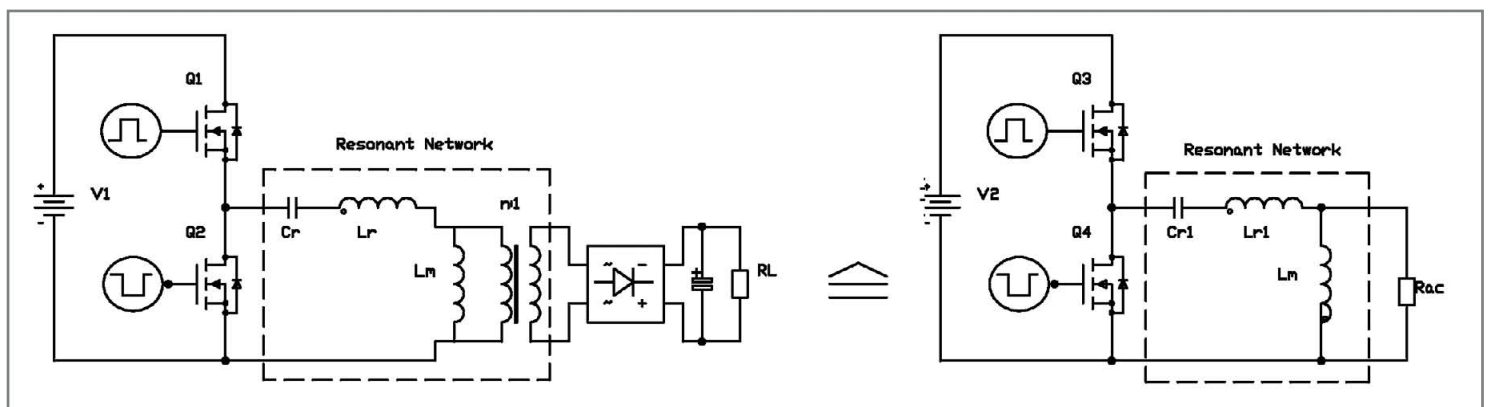 Q1
Resonant Network
+
V1
-
n:1
Q2
Cr
Lr
Lm
~
-
~
+
+
RL
Q3
Resonant Network
+
V2
-
Q4
Cr1
Lr1
Lm
Rac